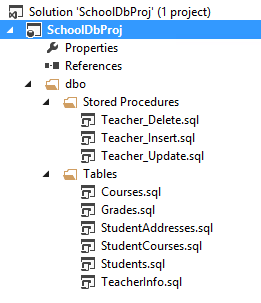 Solution 'SchoolDbProj' (1 project)
SchoolDbProj
Properties
References
dbo
Stored Procedures
Teacher_Delete.sql
Teacher_Insert.sql
Teacher_Update.sql
Tables
Courses.sql
Grades.sql
StudentAddresses.sql
StudentCourses.sql
Students.sql
TeacherInfo.sql